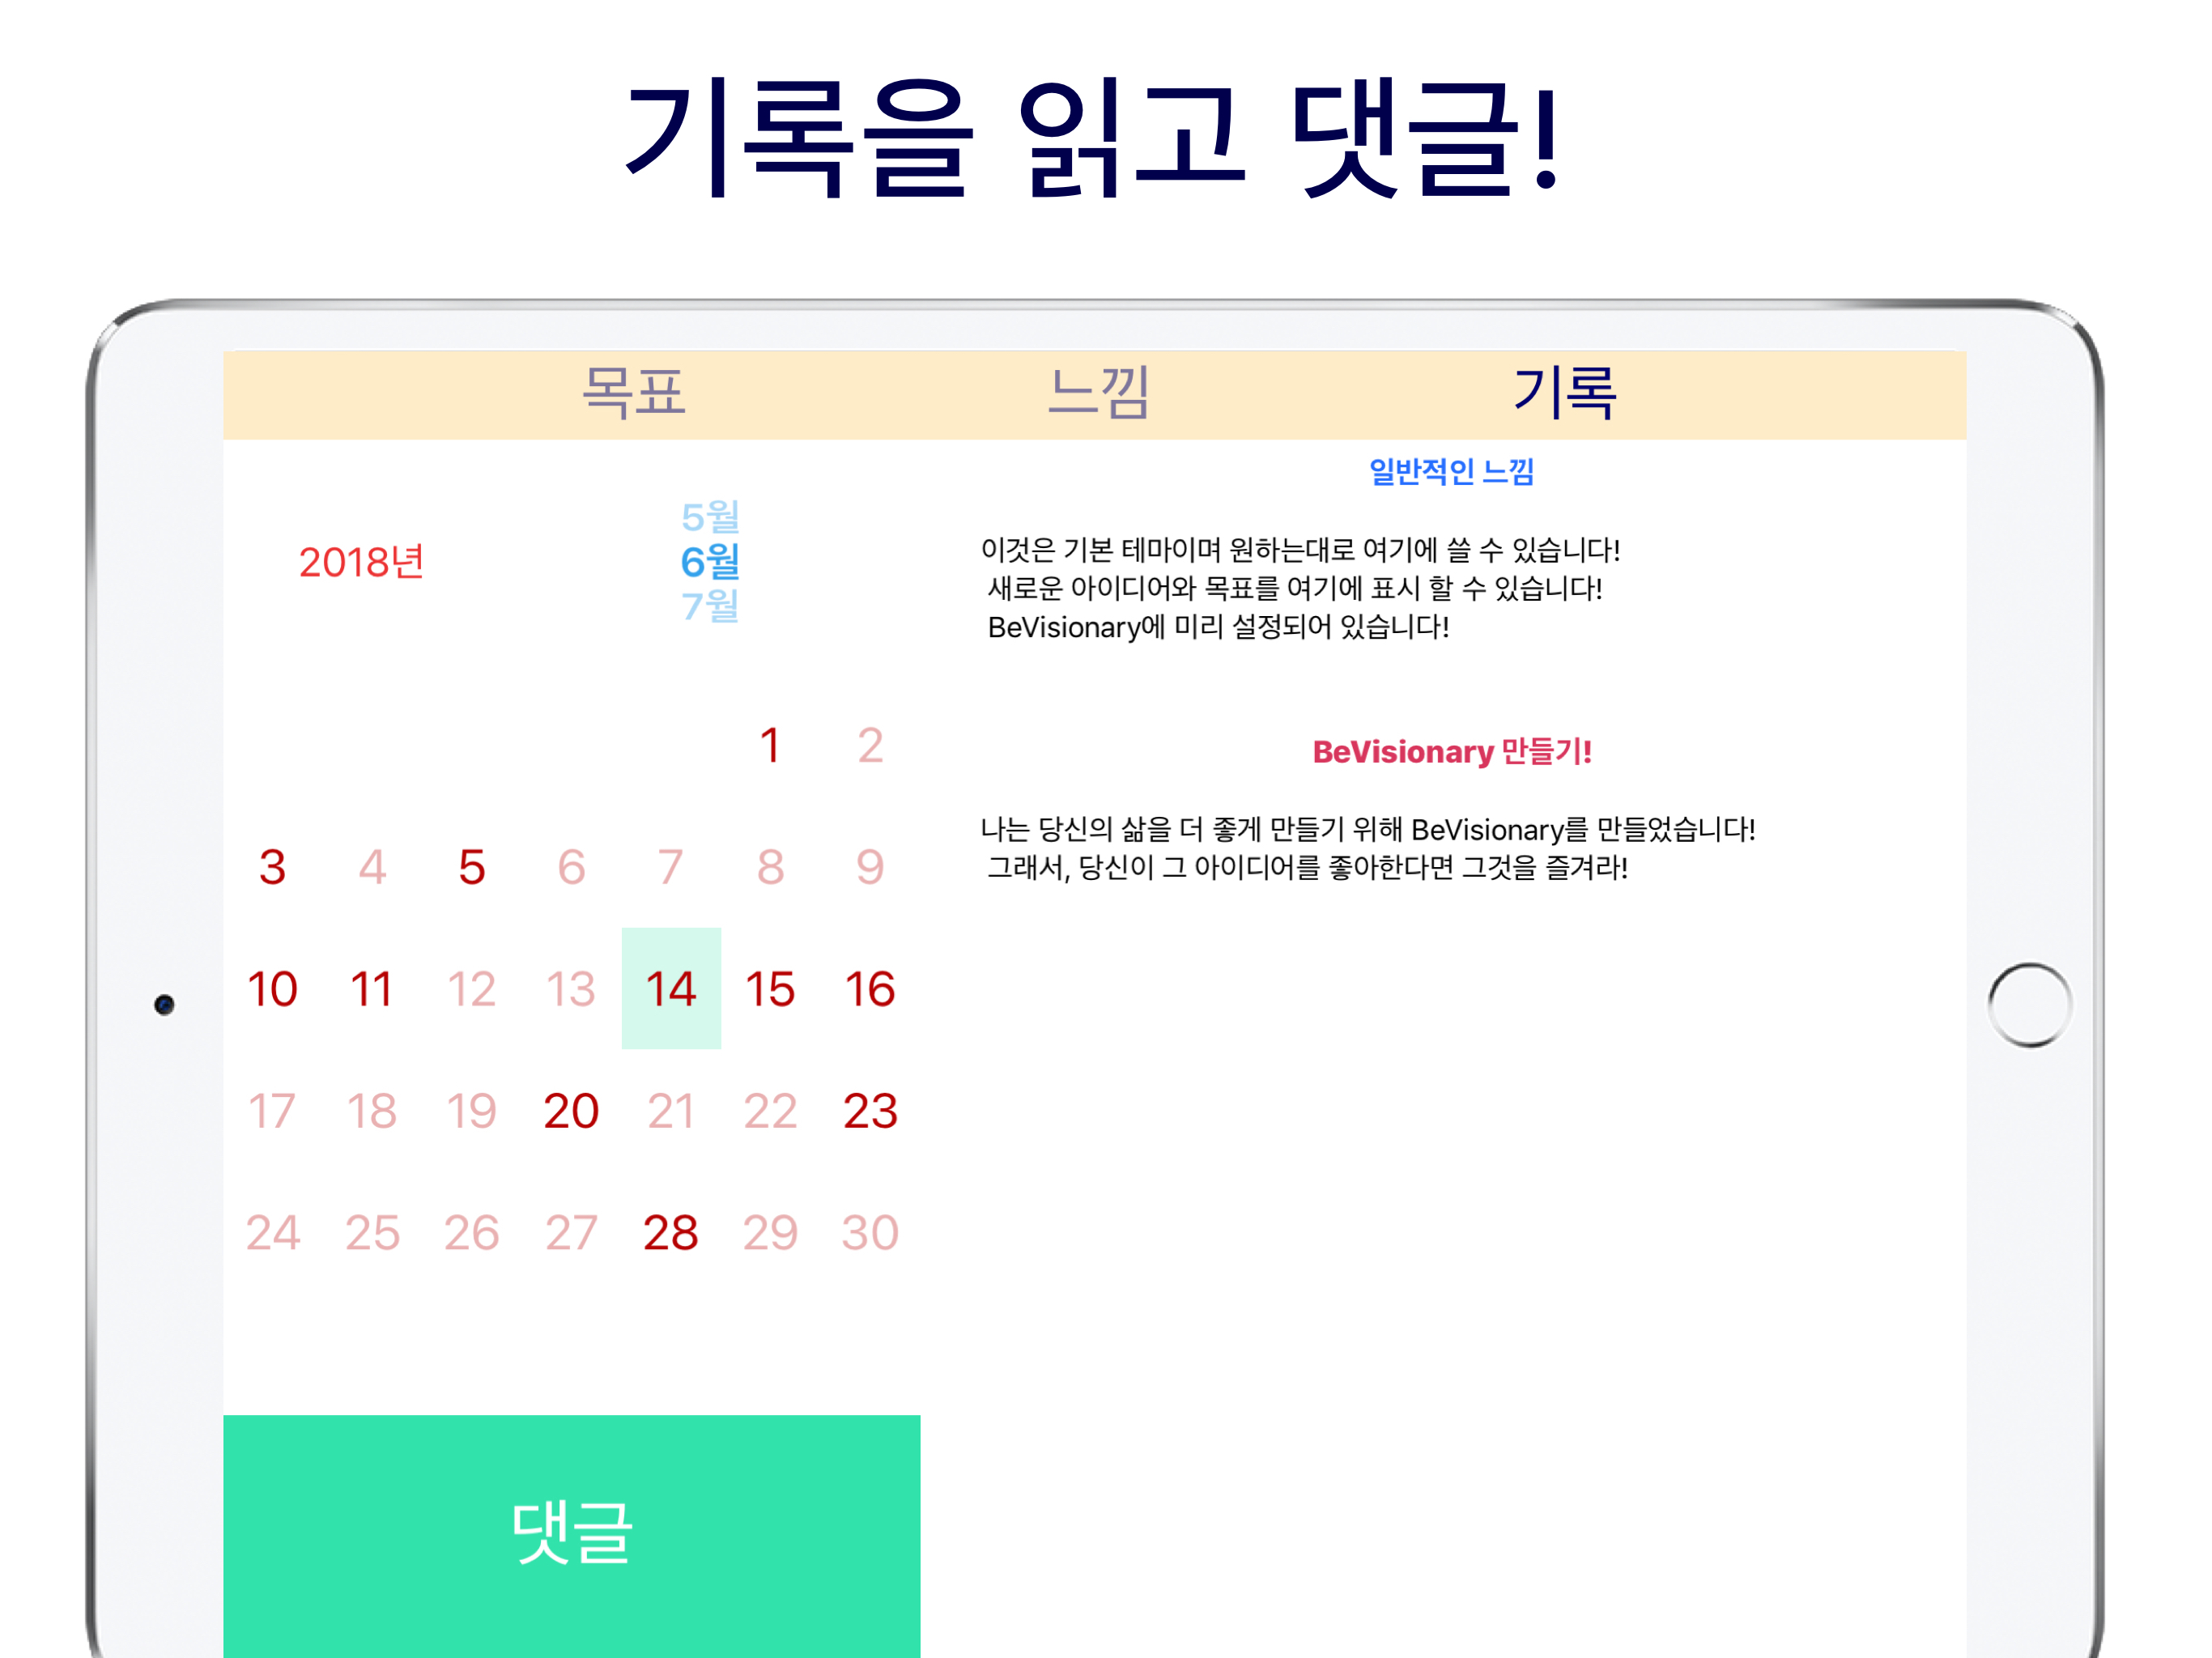 기록을 읽고 댓글!
목표 느낌 기록
2018년
5월
6월
7월
1 2
3 4 5 6 7 8 9
10 11 12 13 14 15 16
17 18 19 20 21 22 23
24 25 26 27 28 29 30
댓글
일반적인 느낌
이것은 기본 테마이며 원하는대로 여기에 쓸 수 있습니다!
새로운 아이디어와 목표를 여기에 표시 할 수 있습니다!
BeVisionary에 미리 설정되어 있습니다!
BeVisionary 만들기!
나는 당신의 삶을 더 좋게 만들기 위해 BeVisionary를 만들었습니다!
그래서, 당신이 그 아이디어를 좋아한다면 그것을 즐겨라!